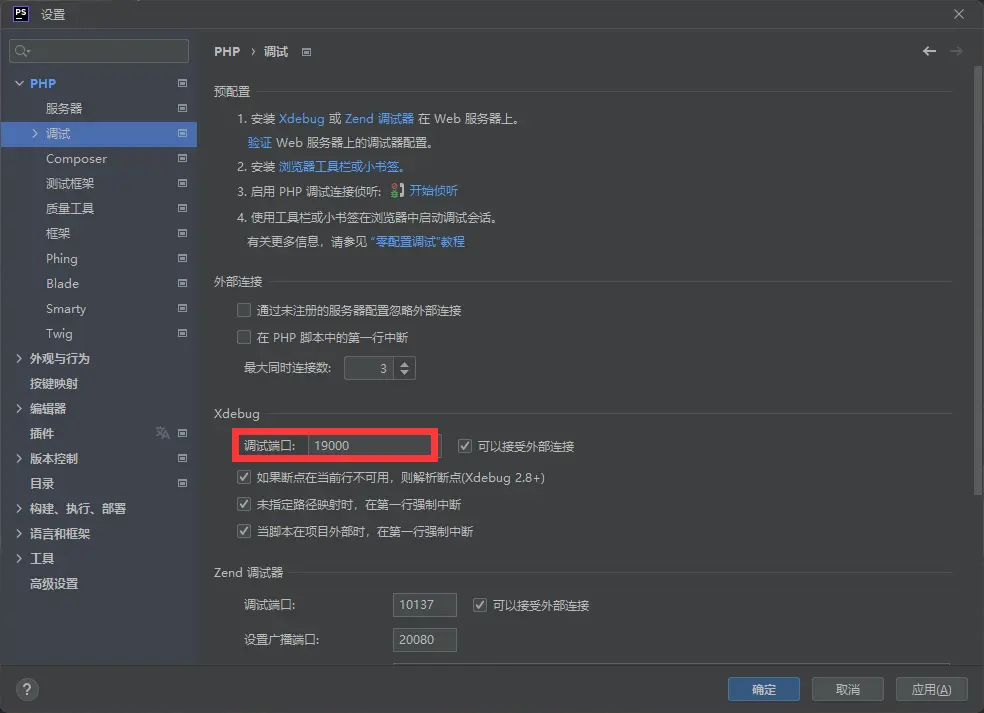 PS 设置
PHP › 调试
PHP
服务器
调试
Composer
测试框架
质量工具
框架
Phing
Blade
Smarty
Twig
外观与行为
按键映射
编辑器
插件
版本控制
目录
构建、执行、部署
语言和框架
工具
高级设置
预配置
1. 安装 Xdebug 或 Zend 调试器 在 Web 服务器上。
验证 Web 服务器上的调试器配置。
2. 安装 浏览器工具栏或小书签。
3. 启用 PHP 调试连接侦听: 开始侦听
4. 使用工具栏或小书签在浏览器中启动调试会话。
有关更多信息，请参见 “零配置调试”教程
外部连接
通过未注册的服务器配置忽略外部连接
在 PHP 脚本中的第一行中断
最大同时连接数: 3
Xdebug
调试端口: 19000 可以接受外部连接
如果断点在当前行不可用，则解析断点(Xdebug 2.8+)
未指定路径映射时，在第一行强制中断
当脚本在项目外部时，在第一行强制中断
Zend 调试器
调试端口: 10137 可以接受外部连接
设置广播端口: 20080
? 确定 取消 应用(A)